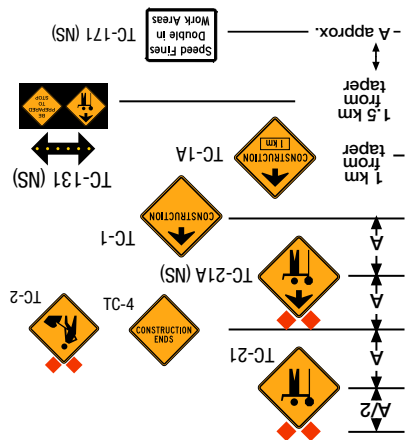 A/2
TC-21
A
CONSTRUCTION
ENDS
TC-4
TC-2
A
TC-21A (NS)
A
CONSTRUCTION
TC-1
1 km
from
taper
CONSTRUCTION
1 km
TC-1A
TC-131 (NS)
1.5 km
from
taper
BE
PREPARED
TO
STOP
- A approx.
Speed Fines
Double in
Work Areas
TC-171 (NS)